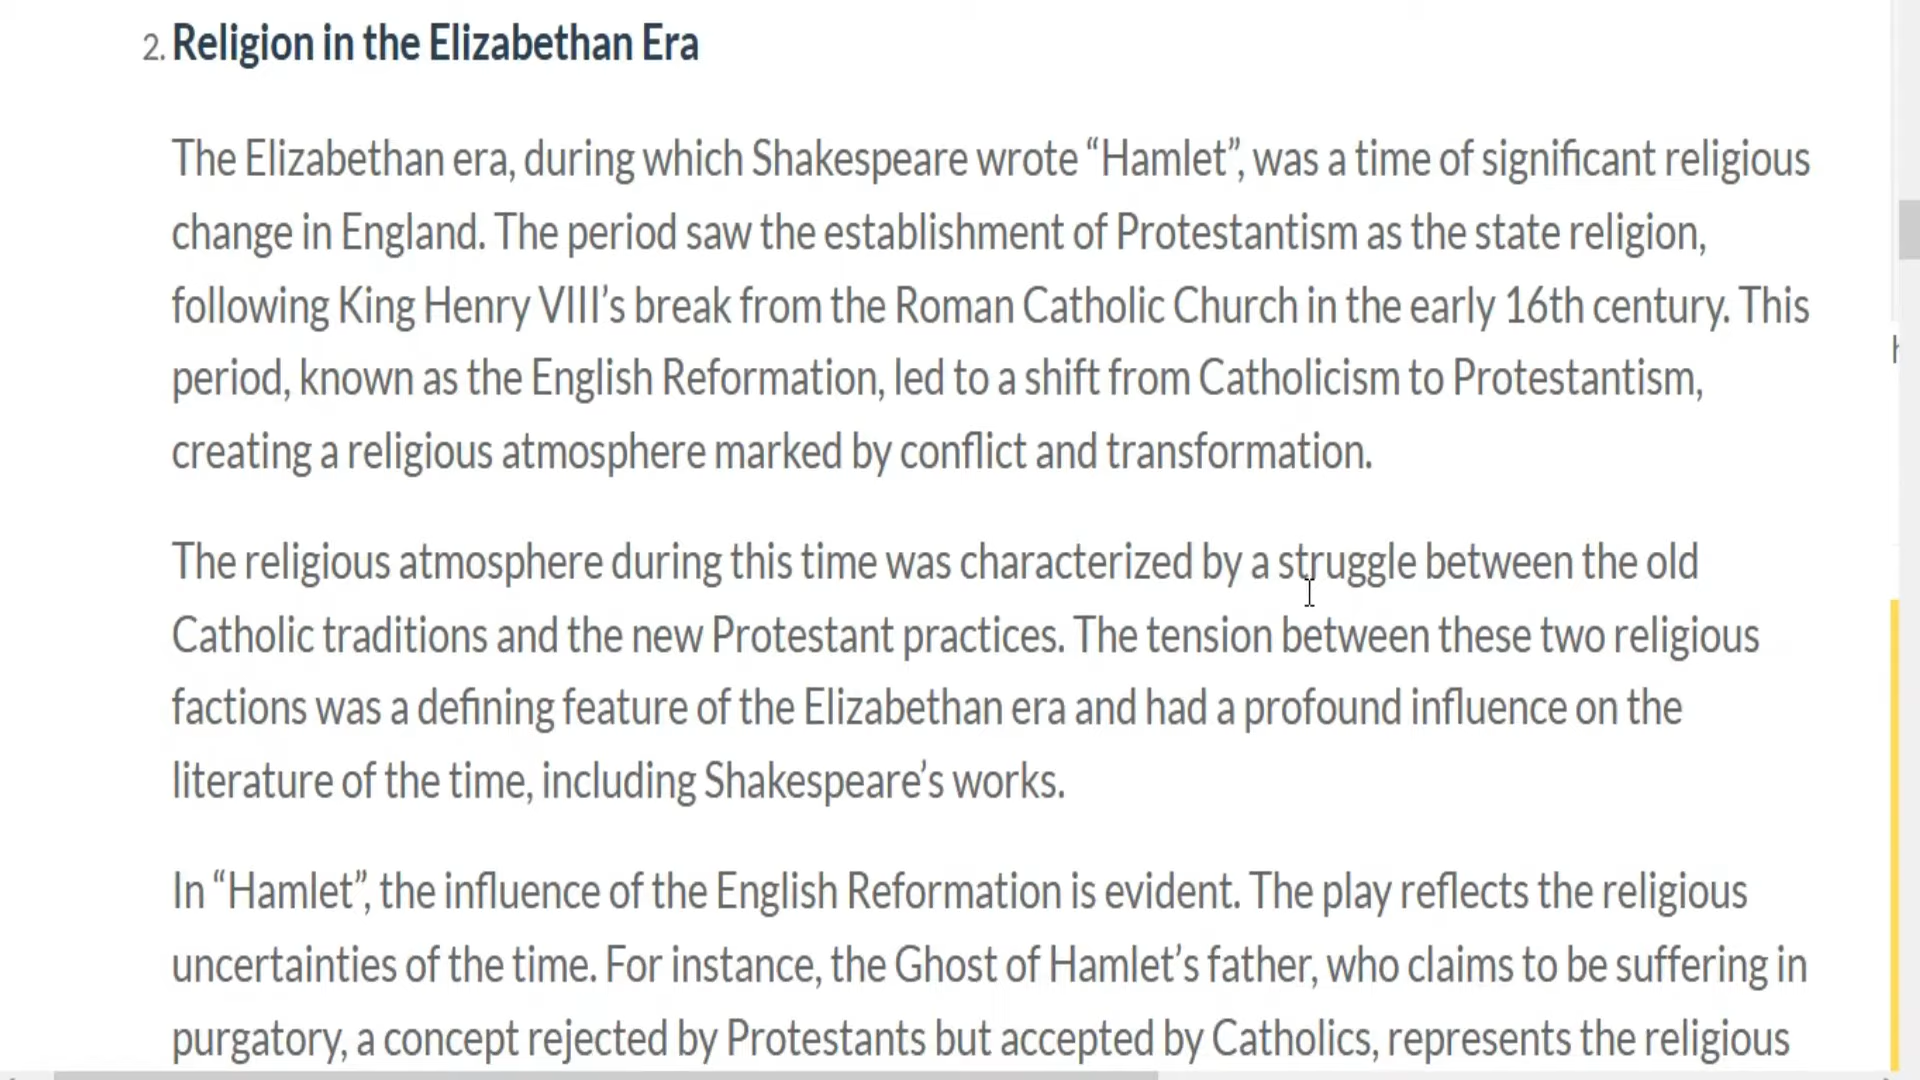 2. Religion in the Elizabethan Era
The Elizabethan era, during which Shakespeare wrote “Hamlet”, was a time of significant religious
change in England. The period saw the establishment of Protestantism as the state religion,
following King Henry VIII’s break from the Roman Catholic Church in the early 16th century. This
period, known as the English Reformation, led to a shift from Catholicism to Protestantism,
creating a religious atmosphere marked by conflict and transformation.
The religious atmosphere during this time was characterized by a struggle between the old
Catholic traditions and the new Protestant practices. The tension between these two religious
factions was a defining feature of the Elizabethan era and had a profound influence on the
literature of the time, including Shakespeare’s works.
In “Hamlet”, the influence of the English Reformation is evident. The play reflects the religious
uncertainties of the time. For instance, the Ghost of Hamlet’s father, who claims to be suffering in
purgatory, a concept rejected by Protestants but accepted by Catholics, represents the religious